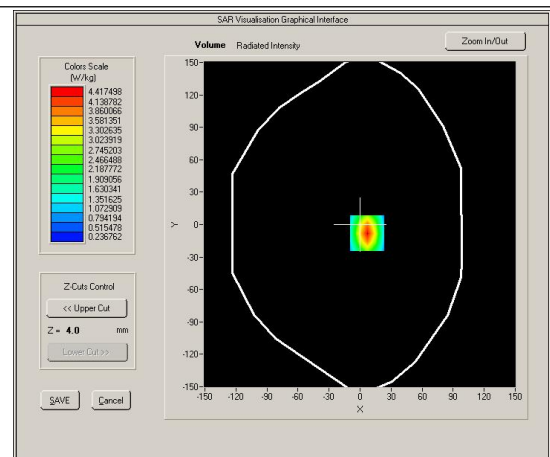 SAR Visualisation Graphical Interface
Volume Radiated Intensity
Zoom In/Out
Colors Scale
(W/kg)
4.417498
4.138782
3.860066
3.581351
3.302635
3.023919
2.745203
2.466488
2.187772
1.909056
1.630341
1.351625
1.072909
0.794194
0.515478
0.236762
Z-Cuts Control
<< Upper Cut
Z = 4.0 mm
Lower Cut >>
SAVE Cancel
150-
120-
90-
60-
30-
0-
-30-
-60-
-90-
-120-
-150-
Y
-150 -120 -90 -60 -30 0 30 60 90 120 150
X